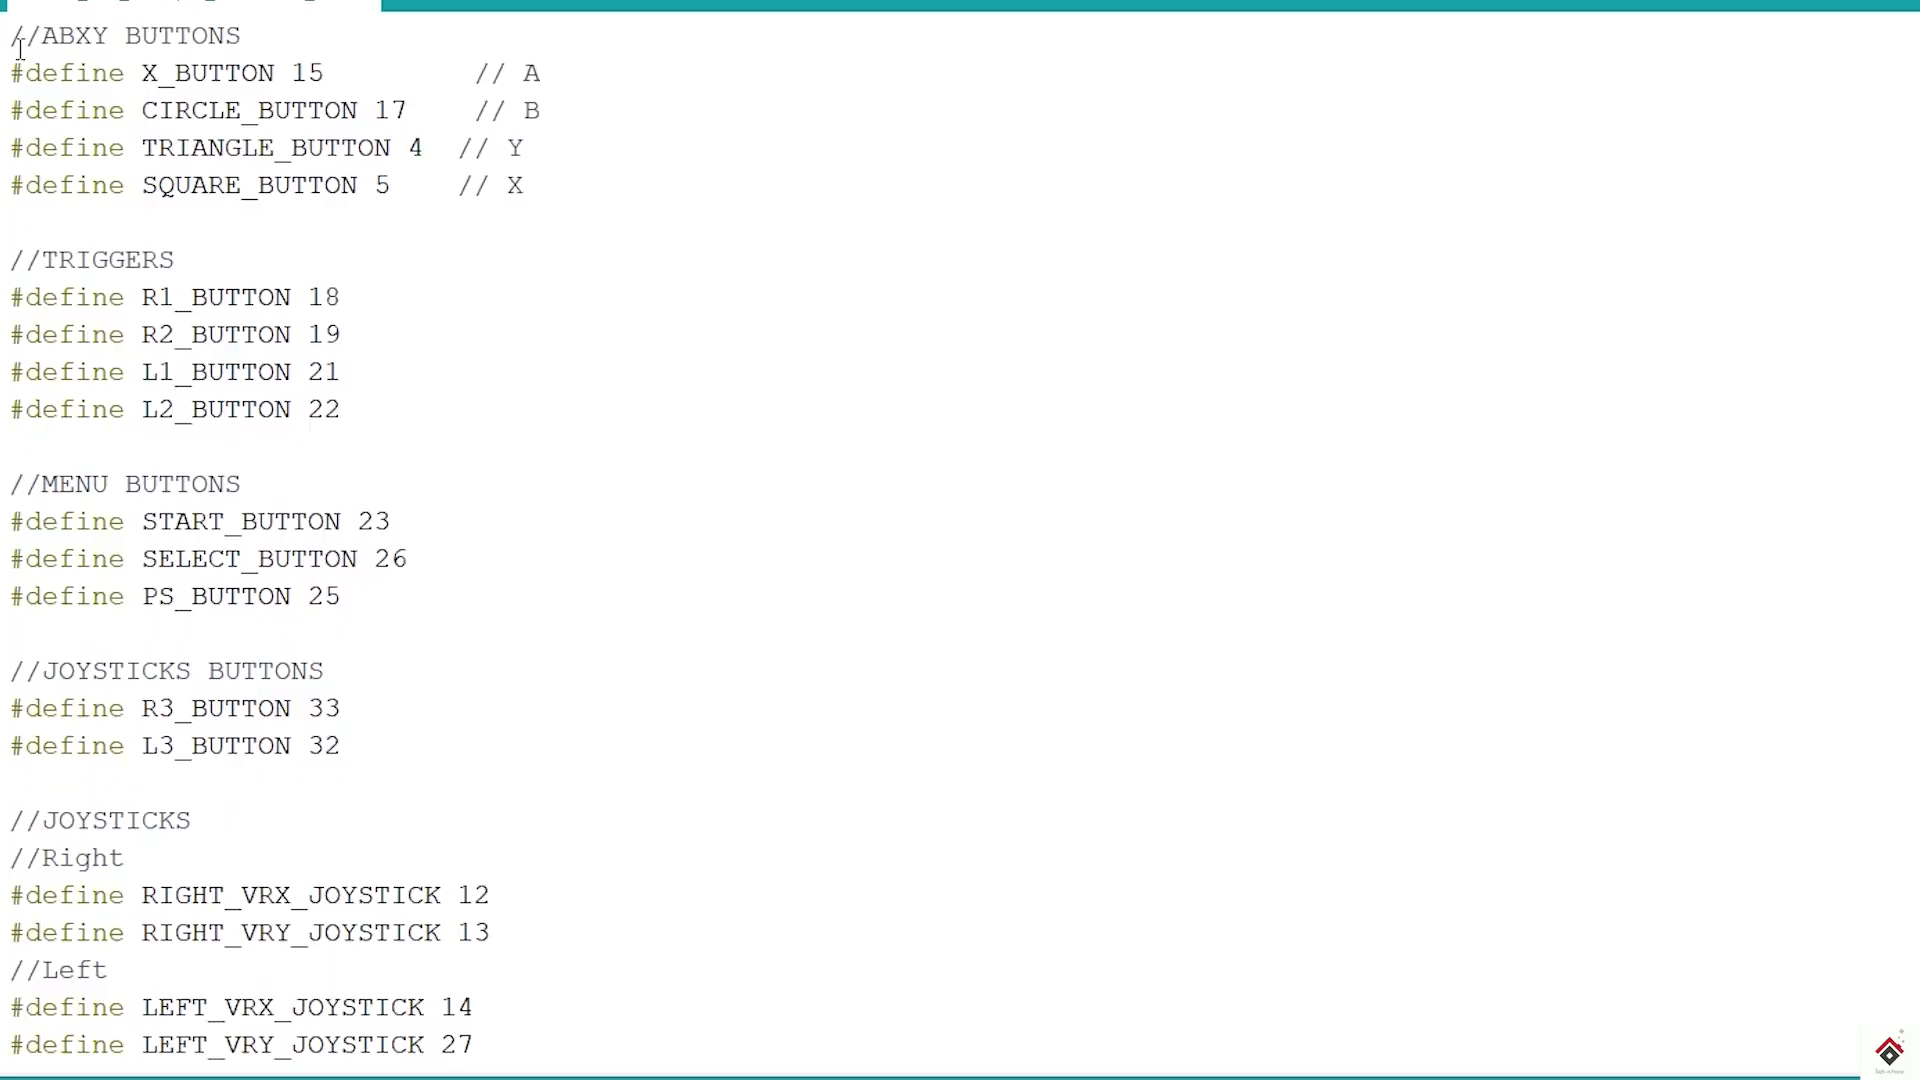 //ABXY BUTTONS
#define X_BUTTON 15 // A
#define CIRCLE_BUTTON 17 // B
#define TRIANGLE_BUTTON 4 // Y
#define SQUARE_BUTTON 5 // X
//TRIGGERS
#define R1_BUTTON 18
#define R2_BUTTON 19
#define L1_BUTTON 21
#define L2_BUTTON 22
//MENU BUTTONS
#define START_BUTTON 23
#define SELECT_BUTTON 26
#define PS_BUTTON 25
//JOYSTICKS BUTTONS
#define R3_BUTTON 33
#define L3_BUTTON 32
//JOYSTICKS
//Right
#define RIGHT_VRX_JOYSTICK 12
#define RIGHT_VRY_JOYSTICK 13
//Left
#define LEFT_VRX_JOYSTICK 14
#define LEFT_VRY_JOYSTICK 27